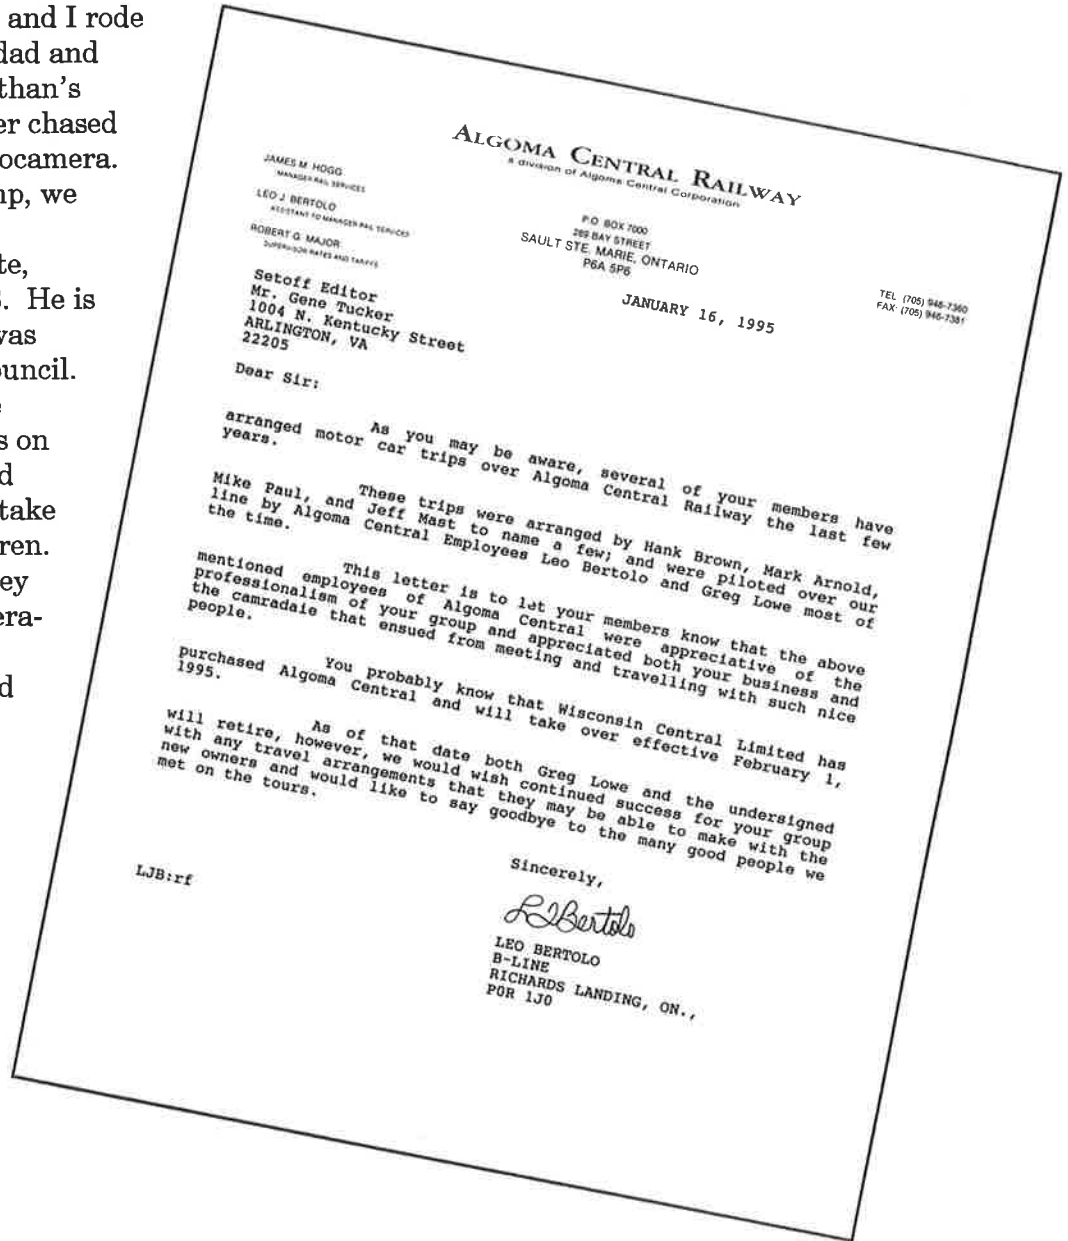 and I rode
dad and
than's
er chased
ocamera.
np, we
te,
. He is
was
ouncil.
s on
d
take
ren.
ey
era-
d
ALGOMA CENTRAL RAILWAY
a division of Algoma Central Corporation
JAMES M. HOGG
MANAGER RAIL SERVICES
LEO J. BERTOLO
ASSISTANT TO MANAGER RAIL SERVICES
ROBERT G. MAJOR
SUPERVISOR RATES AND TARIFFS
P.O. BOX 7000
289 BAY STREET
SAULT STE. MARIE, ONTARIO
P6A 5P6
TEL (705) 946-7360
FAX (705) 946-7381
JANUARY 16, 1995
Setoff Editor
Mr. Gene Tucker
1004 N. Kentucky Street
ARLINGTON, VA
22205
Dear Sir:
As you may be aware, several of your members have
arranged motor car trips over Algoma Central Railway the last few
years.
These trips were arranged by Hank Brown, Mark Arnold,
Mike Paul, and Jeff Mast to name a few; and were piloted over our
line by Algoma Central Employees Leo Bertolo and Greg Lowe most of
the time.
This letter is to let your members know that the above
mentioned employees of Algoma Central were appreciative of the
professionalism of your group and appreciated both your business and
the camradaie that ensued from meeting and travelling with such nice
people.
You probably know that Wisconsin Central Limited has
purchased Algoma Central and will take over effective February 1,
1995.
As of that date both Greg Lowe and the undersigned
will retire, however, we would wish continued success for your group
with any travel arrangements that they may be able to make with the
new owners and would like to say goodbye to the many good people we
met on the tours.
Sincerely,
LJB:rf
LJBertolo
LEO BERTOLO
B-LINE
RICHARDS LANDING, ON.,
P0R 1J0